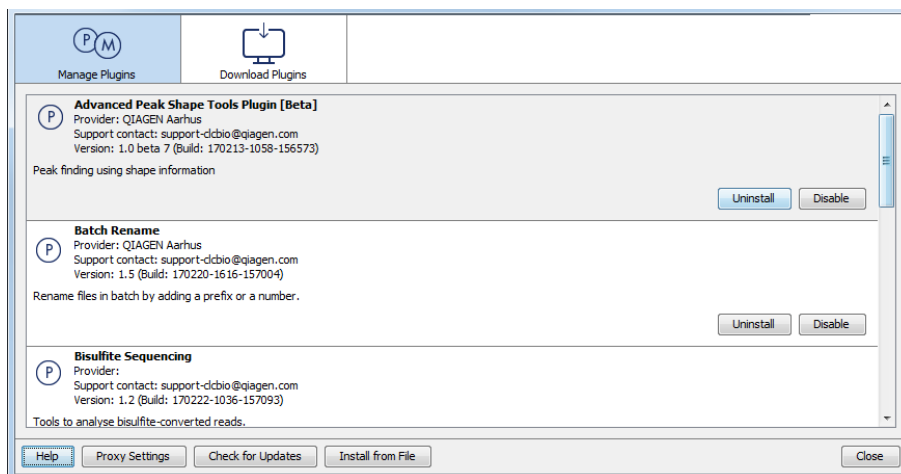 P M
Manage Plugins
Download Plugins
P
Advanced Peak Shape Tools Plugin [Beta]
Provider: QIAGEN Aarhus
Support contact: support-clcbio@qiagen.com
Version: 1.0 beta 7 (Build: 170213-1058-156573)
Peak finding using shape information
Uninstall
Disable
P
Batch Rename
Provider: QIAGEN Aarhus
Support contact: support-clcbio@qiagen.com
Version: 1.5 (Build: 170220-1616-157004)
Rename files in batch by adding a prefix or a number.
Uninstall
Disable
P
Bisulfite Sequencing
Provider:
Support contact: support-clcbio@qiagen.com
Version: 1.2 (Build: 170222-1036-157093)
Tools to analyse bisulfite-converted reads.
Help
Proxy Settings
Check for Updates
Install from File
Close